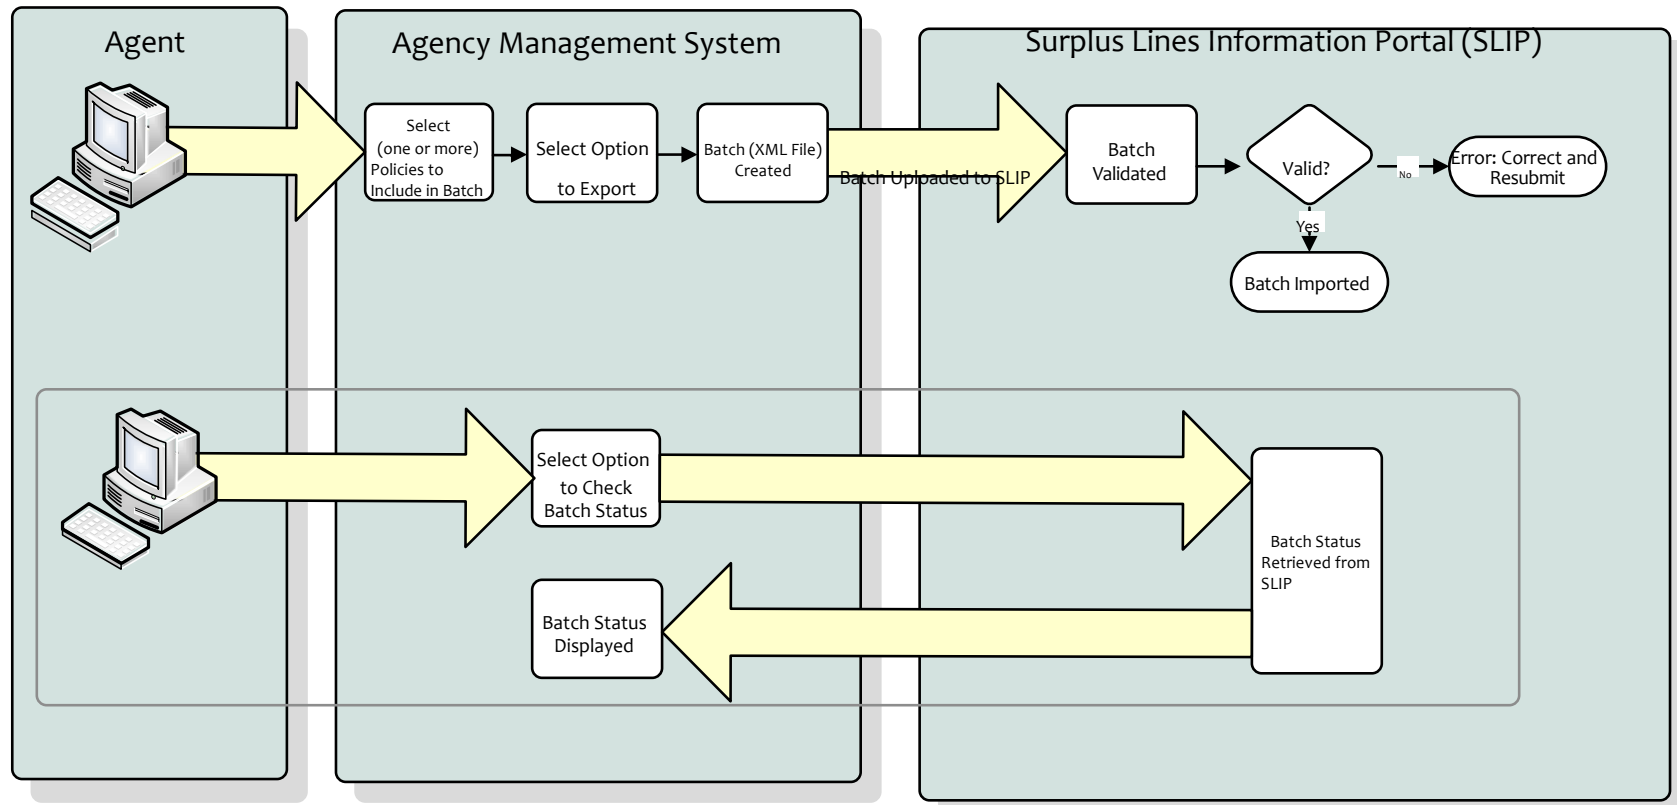 Agent
Agency Management System
Surplus Lines Information Portal (SLIP)
Select
(one or more)
Policies to
Include in Batch
Select Option
to Export
Batch (XML File)
Created
Batch Uploaded to SLIP
Batch
Validated
Valid?
No
Error: Correct and
Resubmit
Yes
Batch Imported
Select Option
to Check
Batch Status
Batch Status
Retrieved from
SLIP
Batch Status
Displayed